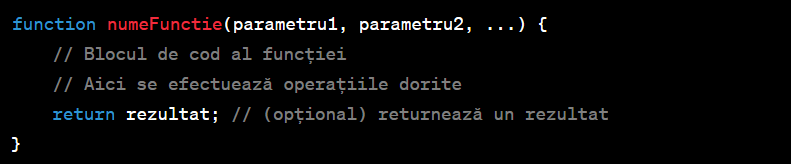 function numeFunctie(parametru1, parametru2, ...) {
// Blocul de cod al funcției
// Aici se efectuează operațiile dorite
return rezultat; // (opțional) returnează un rezultat
}